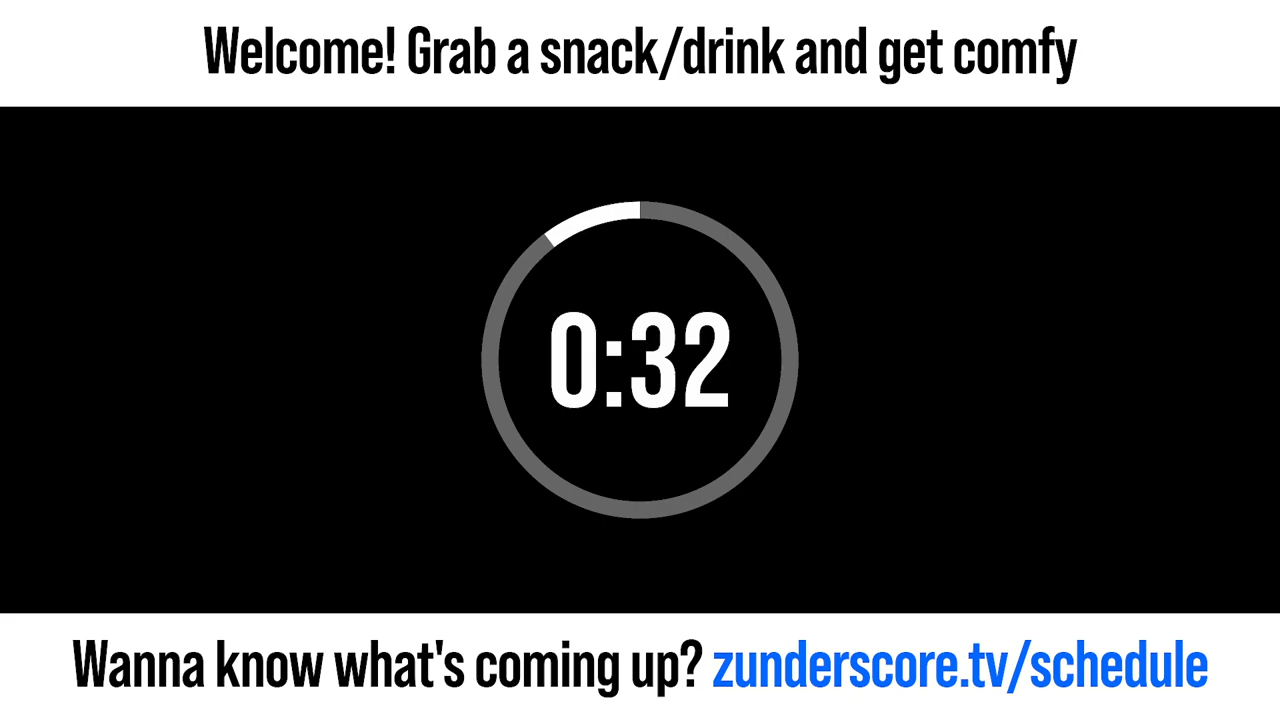 Welcome! Grab a snack/drink and get comfy
0:32
Wanna know what's coming up? zunderscore.tv/schedule